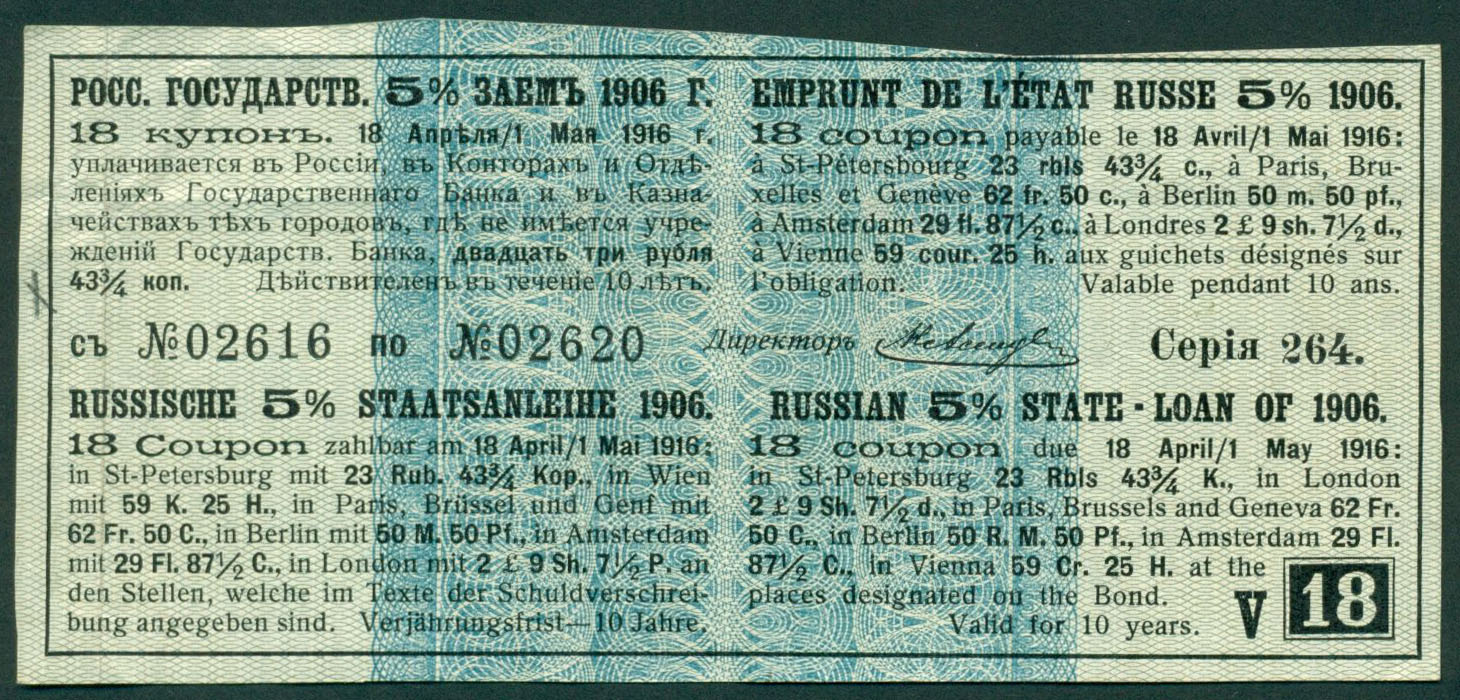 РОСС. ГОСУДАРСТВ. 5% ЗАЕМЪ 1906 Г.
18 купонъ. 18 Апрѣля/1 Мая 1916 г.
уплачивается въ Россіи, въ Конторахъ и Отдѣ-
леніяхъ Государственнаго Банка и въ Казна-
чействахъ тѣхъ городовъ, гдѣ не имѣется учре-
жденій Государств. Банка, двадцать три рубля
43¾ коп. Дѣйствителенъ въ теченіе 10 лѣтъ.
EMPRUNT DE L'ÉTAT RUSSE 5% 1906.
18 coupon payable le 18 Avril/1 Mai 1916:
à St-Pétersbourg 23 rbls 43¾ c., à Paris, Bru-
xelles et Genève 62 fr. 50 c., à Berlin 50 m. 50 pf.,
à Amsterdam 29 fl. 87½ c., à Londres 2 £ 9 sh. 7½ d.,
à Vienne 59 cour. 25 h. aux guichets désignés sur
l'obligation. Valable pendant 10 ans.
съ №02616 по №02620 Директоръ Серія 264.
RUSSISCHE 5% STAATSANLEIHE 1906.
18 Coupon zahlbar am 18 April/1 Mai 1916:
in St-Petersburg mit 23 Rub. 43¾ Kop., in Wien
mit 59 K. 25 H., in Paris, Brüssel und Genf mit
62 Fr. 50 C., in Berlin mit 50 M. 50 Pf., in Amsterdam
mit 29 Fl. 87½ C., in London mit 2 £ 9 Sh. 7½ P. an
den Stellen, welche im Texte der Schuldverschrei-
bung angegeben sind. Verjährungsfrist—10 Jahre.
RUSSIAN 5% STATE-LOAN OF 1906.
18 coupon due 18 April/1 May 1916:
in St-Petersburg 23 Rbls 43¾ K., in London
2 £ 9 Sh. 7½ d., in Paris, Brussels and Geneva 62 Fr.
50 C., in Berlin 50 R. M. 50 Pf., in Amsterdam 29 Fl.
87½ C., in Vienna 59 Cr. 25 H. at the
places designated on the Bond.
Valid for 10 years.
V 18